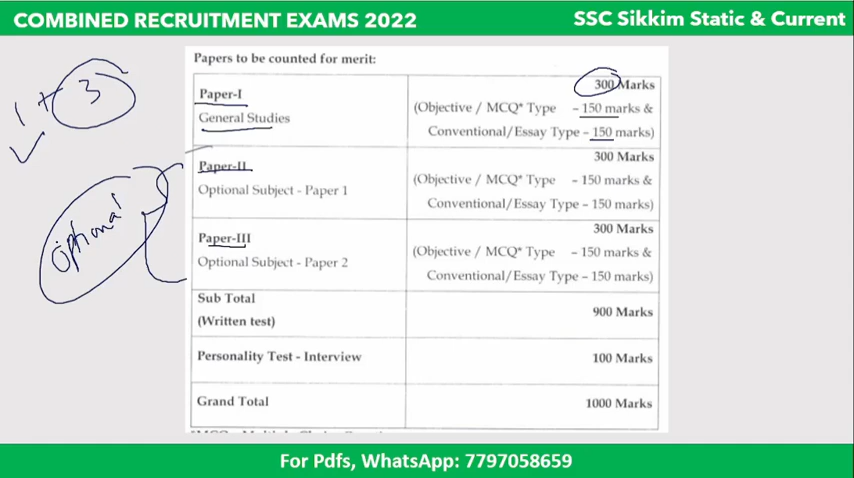 COMBINED RECRUITMENT EXAMS 2022
SSC Sikkim Static & Current
Papers to be counted for merit:
Paper-I
General Studies
300 Marks
(Objective / MCQ* Type – 150 marks &
Conventional/Essay Type – 150 marks)
Paper-II
Optional Subject - Paper 1
300 Marks
(Objective / MCQ* Type – 150 marks &
Conventional/Essay Type – 150 marks)
Paper-III
Optional Subject - Paper 2
300 Marks
(Objective / MCQ* Type – 150 marks &
Conventional/Essay Type – 150 marks)
Sub Total
(Written test)
900 Marks
Personality Test - Interview
100 Marks
Grand Total
1000 Marks
1 + 3
Optional
For Pdfs, WhatsApp: 7797058659